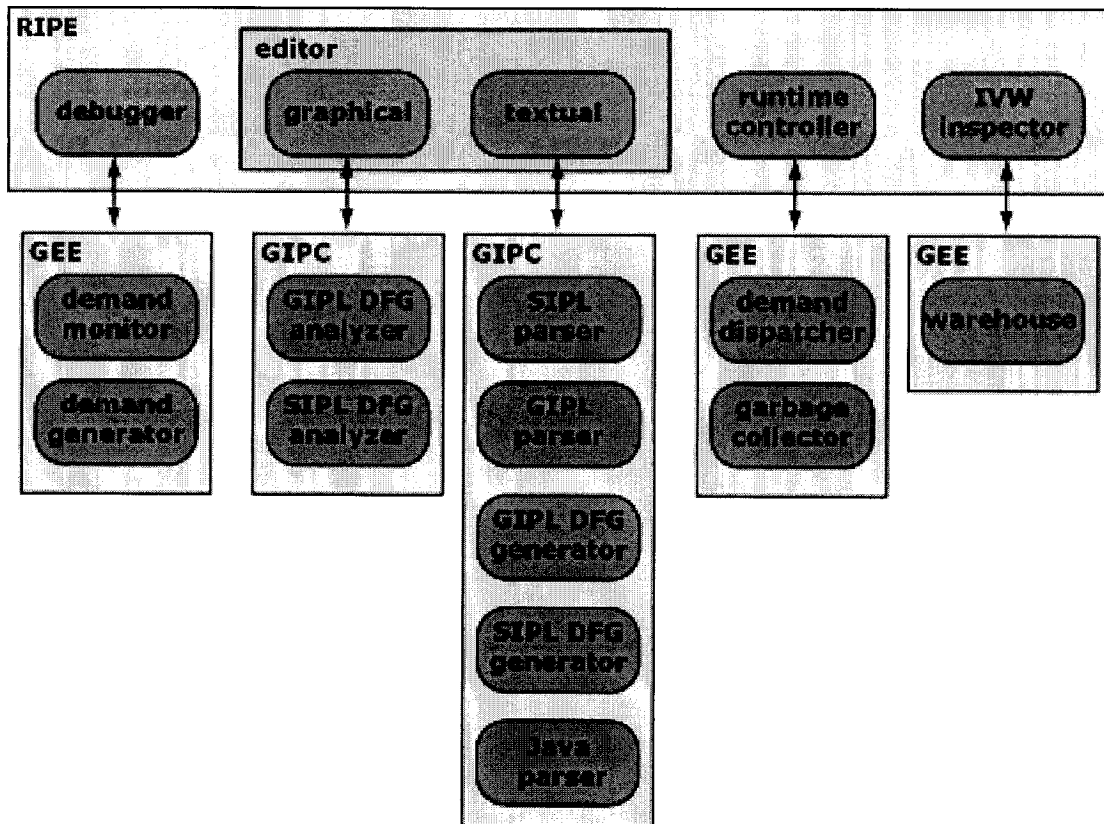 RIPE
editor
debugger
graphical
textual
runtime
controller
IVW
inspector
GEE
demand
monitor
demand
generator
GIPC
GIPL DFG
analyzer
SIPL DFG
analyzer
GIPC
SIPL
parser
GIPL
parser
GIPL DFG
generator
SIPL DFG
generator
Java
parser
GEE
demand
dispatcher
garbage
collector
GEE
warehouse